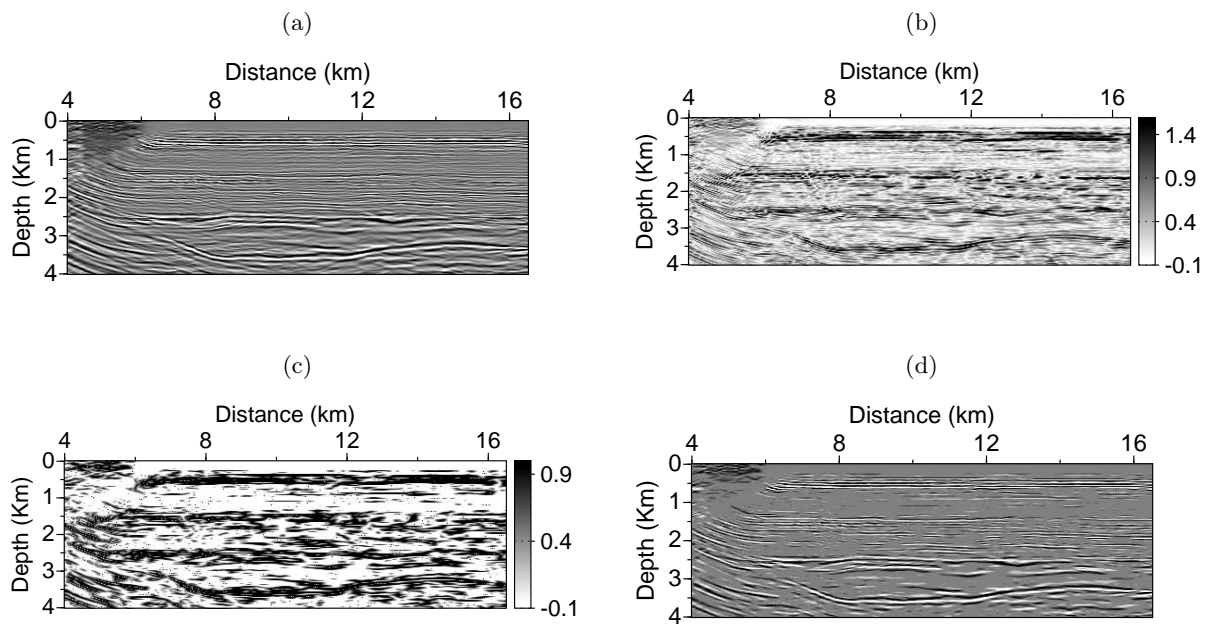 (a)
Distance (km)
4 8 12 16
0
1
2
3
4
Depth (Km)
(b)
Distance (km)
4 8 12 16
0
1
2
3
4
Depth (Km)
1.4
0.9
0.4
-0.1
(c)
Distance (km)
4 8 12 16
0
1
2
3
4
Depth (Km)
0.9
0.4
-0.1
(d)
Distance (km)
4 8 12 16
0
1
2
3
4
Depth (Km)